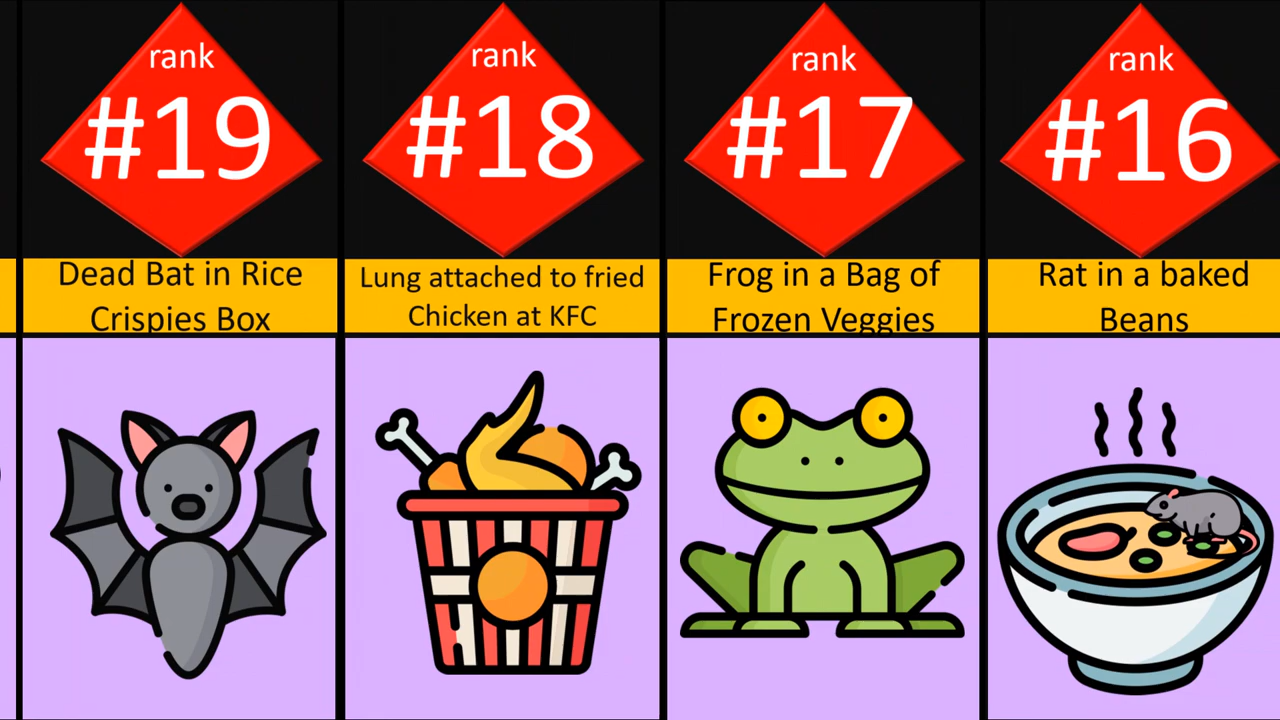 rank
#19
Dead Bat in Rice
Crispies Box
rank
#18
Lung attached to fried
Chicken at KFC
rank
#17
Frog in a Bag of
Frozen Veggies
rank
#16
Rat in a baked
Beans